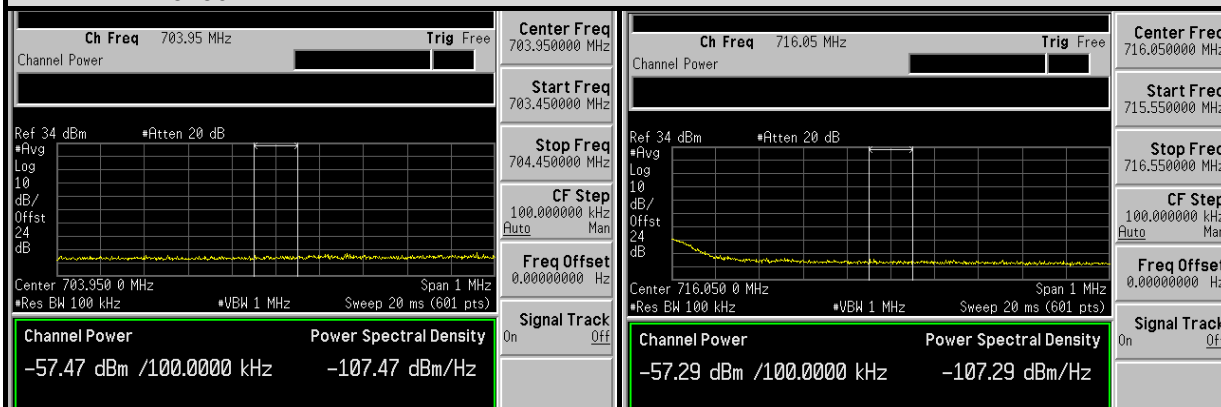 Ch Freq 703.95 MHz Trig Free
Channel Power
Ref 34 dBm #Atten 20 dB
#Avg
Log
10
dB/
Offst
24
dB
Center 703.950 0 MHz Span 1 MHz
#Res BW 100 kHz #VBW 1 MHz Sweep 20 ms (601 pts)
Channel Power Power Spectral Density
-57.47 dBm /100.0000 kHz -107.47 dBm/Hz
Center Freq
703.950000 MHz
Start Freq
703.450000 MHz
Stop Freq
704.450000 MHz
CF Step
100.000000 kHz
Auto Man
Freq Offset
0.00000000 Hz
Signal Track
On Off
Ch Freq 716.05 MHz Trig Free
Channel Power
Ref 34 dBm #Atten 20 dB
#Avg
Log
10
dB/
Offst
24
dB
Center 716.050 0 MHz Span 1 MHz
#Res BW 100 kHz #VBW 1 MHz Sweep 20 ms (601 pts)
Channel Power Power Spectral Density
-57.29 dBm /100.0000 kHz -107.29 dBm/Hz
Center Freq
716.050000 MHz
Start Freq
715.550000 MHz
Stop Freq
716.550000 MHz
CF Step
100.000000 kHz
Auto Man
Freq Offset
0.00000000 Hz
Signal Track
On Off